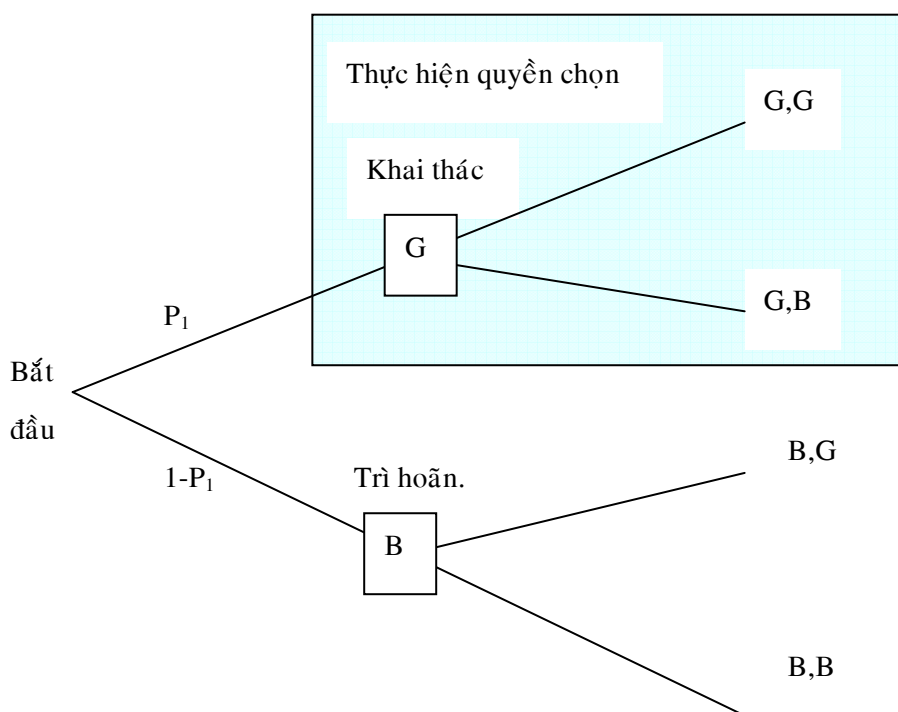 Thực hiện quyền chọn
G,G
Khai thác
G
G,B
P₁
Bắt
đầu
B,G
1-P₁
Trì hoãn.
B
B,B